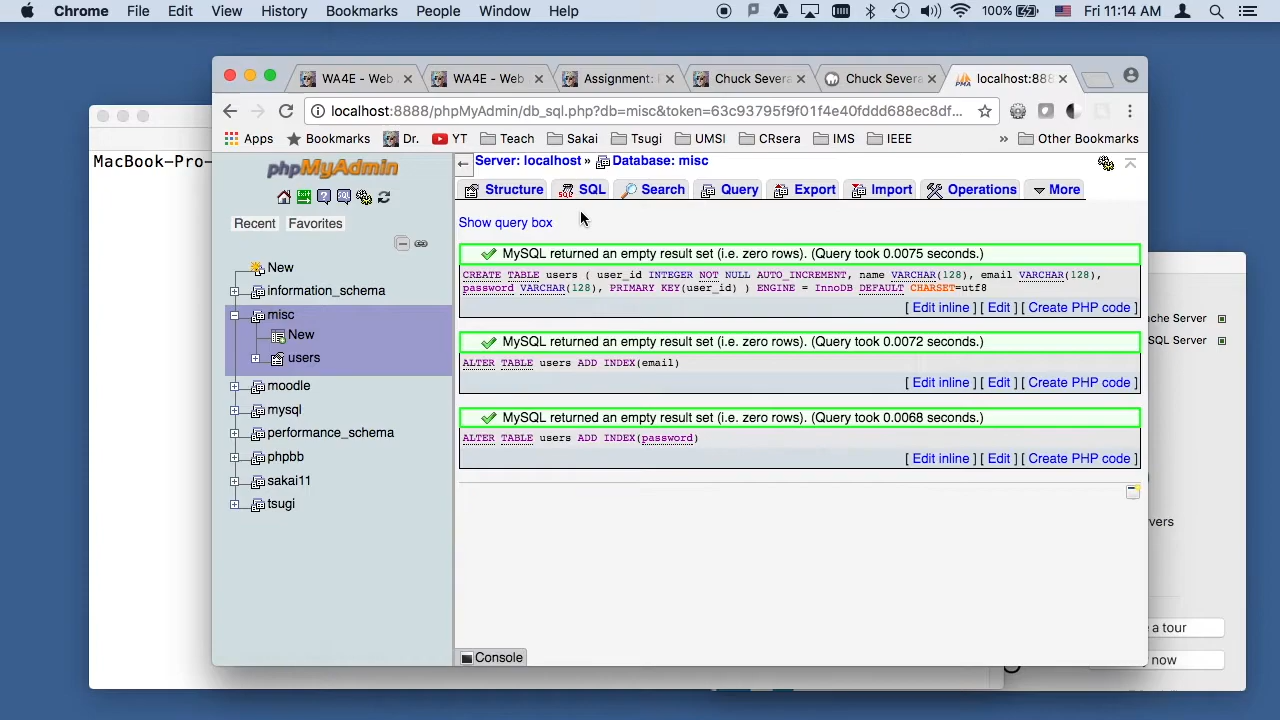 Chrome File Edit View History Bookmarks People Window Help 100% Fri 11:14 AM
WA4E - Web WA4E - Web Assignment: Chuck Severa Chuck Severa localhost:888
localhost:8888/phpMyAdmin/db_sql.php?db=misc&token=63c93795f9f01f4e40fddd688ec8df...
Apps Bookmarks Dr. YT Teach Sakai Tsugi UMSI CRsera IMS IEEE » Other Bookmarks
MacBook-Pro-
phpMyAdmin
Recent Favorites
New
information_schema
misc
New
users
moodle
mysql
performance_schema
phpbb
sakai11
tsugi
Server: localhost » Database: misc
Structure SQL Search Query Export Import Operations More
Show query box
MySQL returned an empty result set (i.e. zero rows). (Query took 0.0075 seconds.)
CREATE TABLE users ( user_id INTEGER NOT NULL AUTO_INCREMENT, name VARCHAR(128), email VARCHAR(128),
password VARCHAR(128), PRIMARY KEY(user_id) ) ENGINE = InnoDB DEFAULT CHARSET=utf8
[ Edit inline ] [ Edit ] [ Create PHP code ]
MySQL returned an empty result set (i.e. zero rows). (Query took 0.0072 seconds.)
ALTER TABLE users ADD INDEX(email)
[ Edit inline ] [ Edit ] [ Create PHP code ]
MySQL returned an empty result set (i.e. zero rows). (Query took 0.0068 seconds.)
ALTER TABLE users ADD INDEX(password)
[ Edit inline ] [ Edit ] [ Create PHP code ]
Console
che Server
SQL Server
rvers
a tour
now